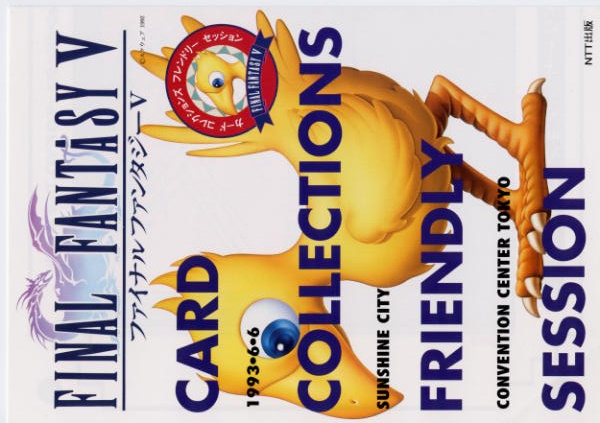 ©スクウェア 1992
FINAL FANTASY V
ファイナルファンタジーV
カード コレクションズ フレンドリー セッション
FINAL FANTASY V
CARD
1993•6•6
COLLECTIONS
SUNSHINE CITY
FRIENDLY
CONVENTION CENTER TOKYO
SESSION
NTT出版